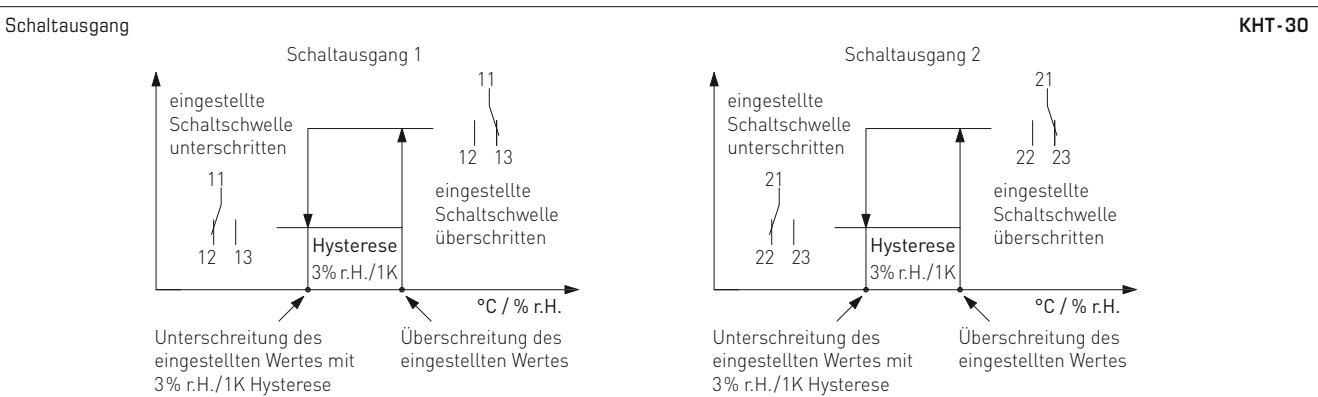 Schaltausgang
KHT-30
Schaltausgang 1
11
eingestellte
Schaltschwelle
unterschritten
12 13
11
eingestellte
Schaltschwelle
überschritten
12 13
Hysterese
3% r.H./1K
°C / % r.H.
Unterschreitung des
eingestellten Wertes mit
3% r.H./1K Hysterese
Überschreitung des
eingestellten Wertes
Schaltausgang 2
21
eingestellte
Schaltschwelle
unterschritten
22 23
21
eingestellte
Schaltschwelle
überschritten
22 23
Hysterese
3% r.H./1K
°C / % r.H.
Unterschreitung des
eingestellten Wertes mit
3% r.H./1K Hysterese
Überschreitung des
eingestellten Wertes